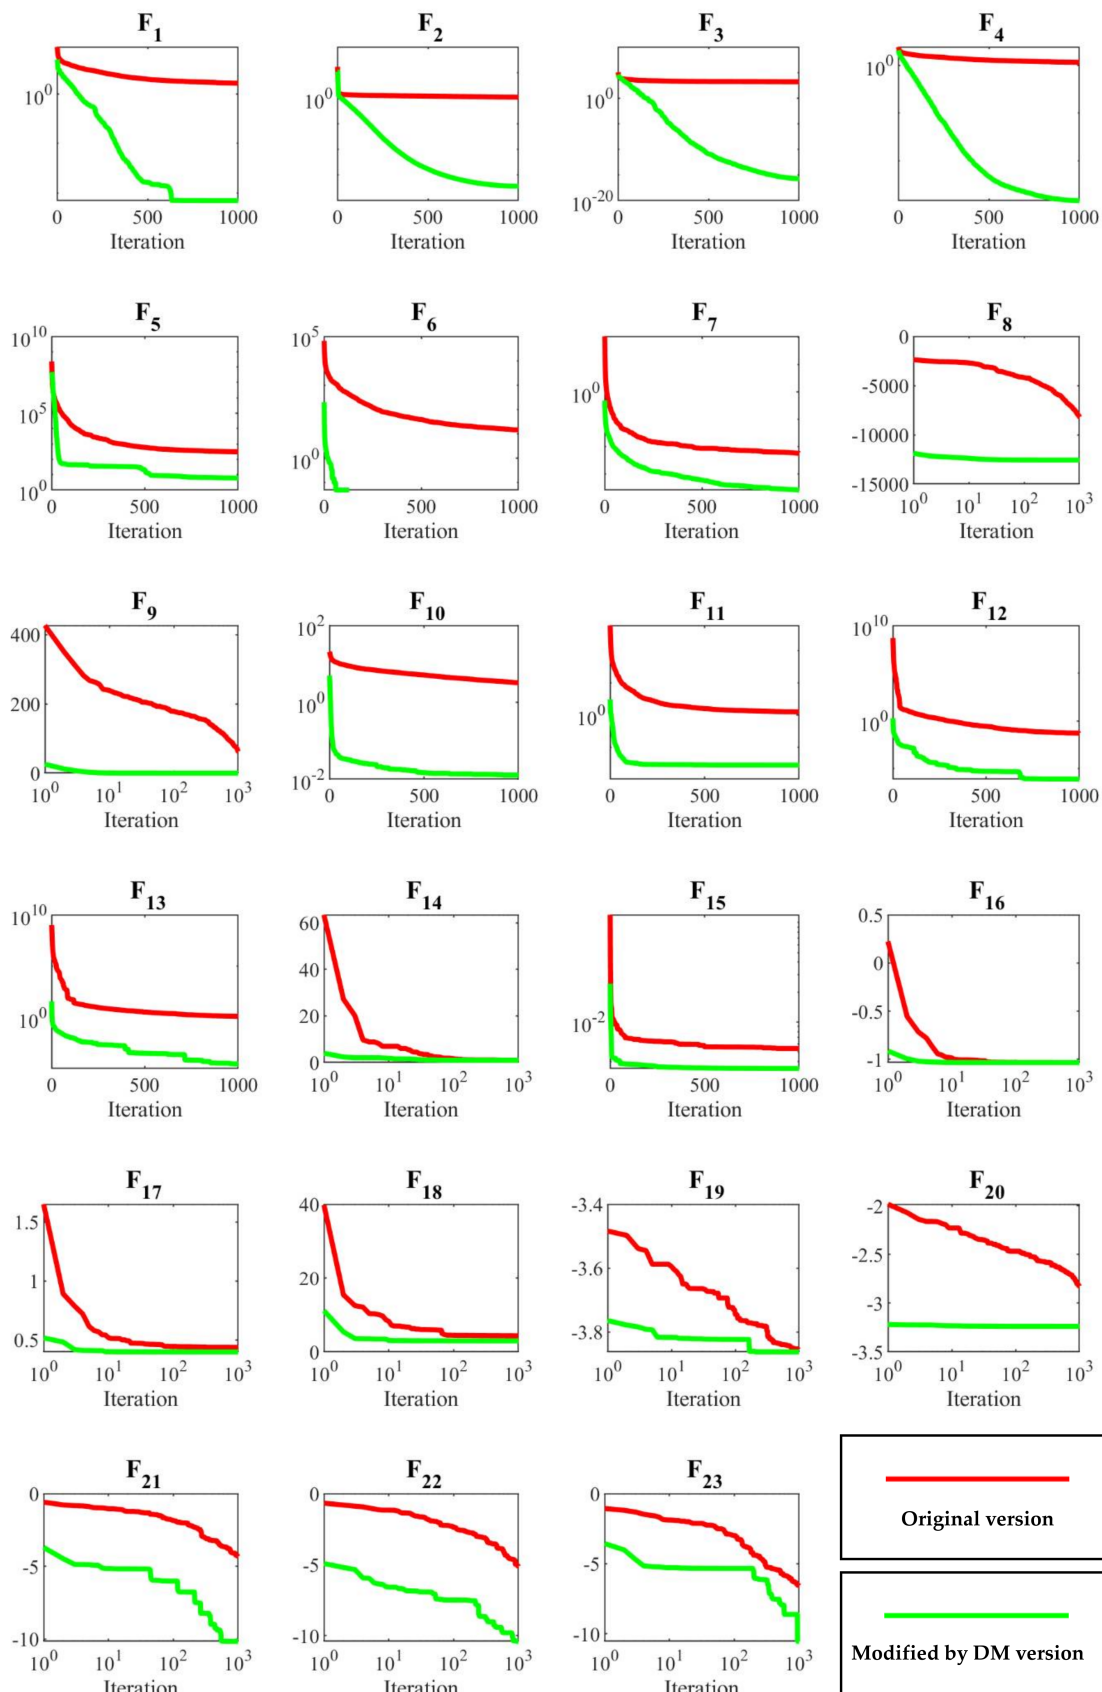 F1 F2 F3 F4
10^0 10^0 10^0 10^-20 10^0
0 500 1000 0 500 1000 0 500 1000 0 500 1000
Iteration Iteration Iteration Iteration
F5 F6 F7 F8
10^10 10^5 10^0 10^5 10^0 10^0 0 -5000 -10000 -15000
0 500 1000 0 500 1000 0 500 1000 10^0 10^1 10^2 10^3
Iteration Iteration Iteration Iteration
F9 F10 F11 F12
400 200 0 10^2 10^0 10^-2 10^0 10^10 10^0
10^0 10^1 10^2 10^3 0 500 1000 0 500 1000 0 500 1000
Iteration Iteration Iteration Iteration
F13 F14 F15 F16
10^10 10^0 60 40 20 0 10^-2 0.5 0 -0.5 -1
0 500 1000 10^0 10^1 10^2 10^3 0 500 1000 10^0 10^1 10^2 10^3
Iteration Iteration Iteration Iteration
F17 F18 F19 F20
1.5 1 0.5 40 20 0 -3.4 -3.6 -3.8 -2 -2.5 -3 -3.5
10^0 10^1 10^2 10^3 10^0 10^1 10^2 10^3 10^0 10^1 10^2 10^3 10^0 10^1 10^2 10^3
Iteration Iteration Iteration Iteration
F21 F22 F23
0 -5 -10 0 -5 -10 0 -5 -10
10^0 10^1 10^2 10^3 10^0 10^1 10^2 10^3 10^0 10^1 10^2 10^3
Iteration Iteration Iteration
Original version
Modified by DM version